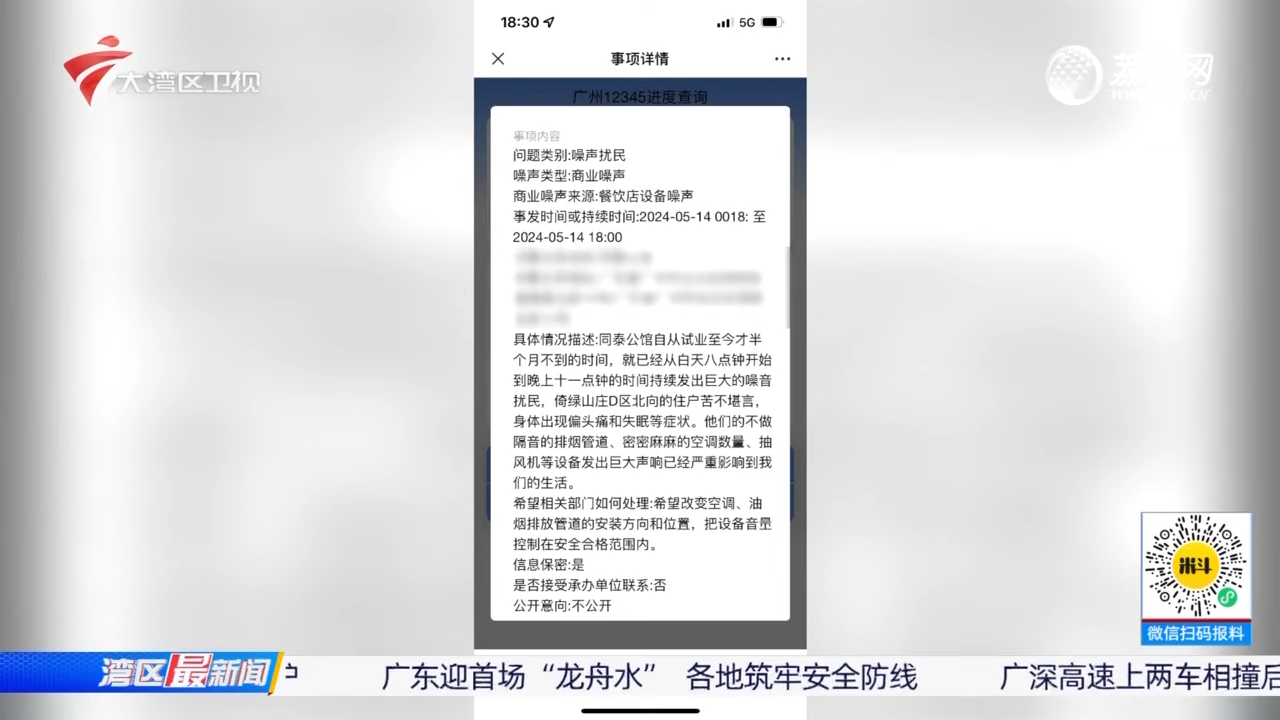 18:30
5G
事项详情
大湾区卫视
广州12345进度查询
事项内容
问题类别:噪声扰民
噪声类型:商业噪声
商业噪声来源:餐饮店设备噪声
事发时间或持续时间:2024-05-14 0018: 至
2024-05-14 18:00
具体情况描述:同泰公馆自从试业至今才半
个月不到的时间，就已经从白天八点钟开始
到晚上十一点钟的时间持续发出巨大的噪音
扰民，倚绿山庄D区北向的住户苦不堪言，
身体出现偏头痛和失眠等症状。他们的不做
隔音的排烟管道、密密麻麻的空调数量、抽
风机等设备发出巨大声响已经严重影响到我
们的生活。
希望相关部门如何处理:希望改变空调、油
烟排放管道的安装方向和位置，把设备音量
控制在安全合格范围内。
信息保密:是
是否接受承办单位联系:否
公开意向:不公开
米斗
微信扫码报料
湾区最新闻
广东迎首场“龙舟水” 各地筑牢安全防线
广深高速上两车相撞后